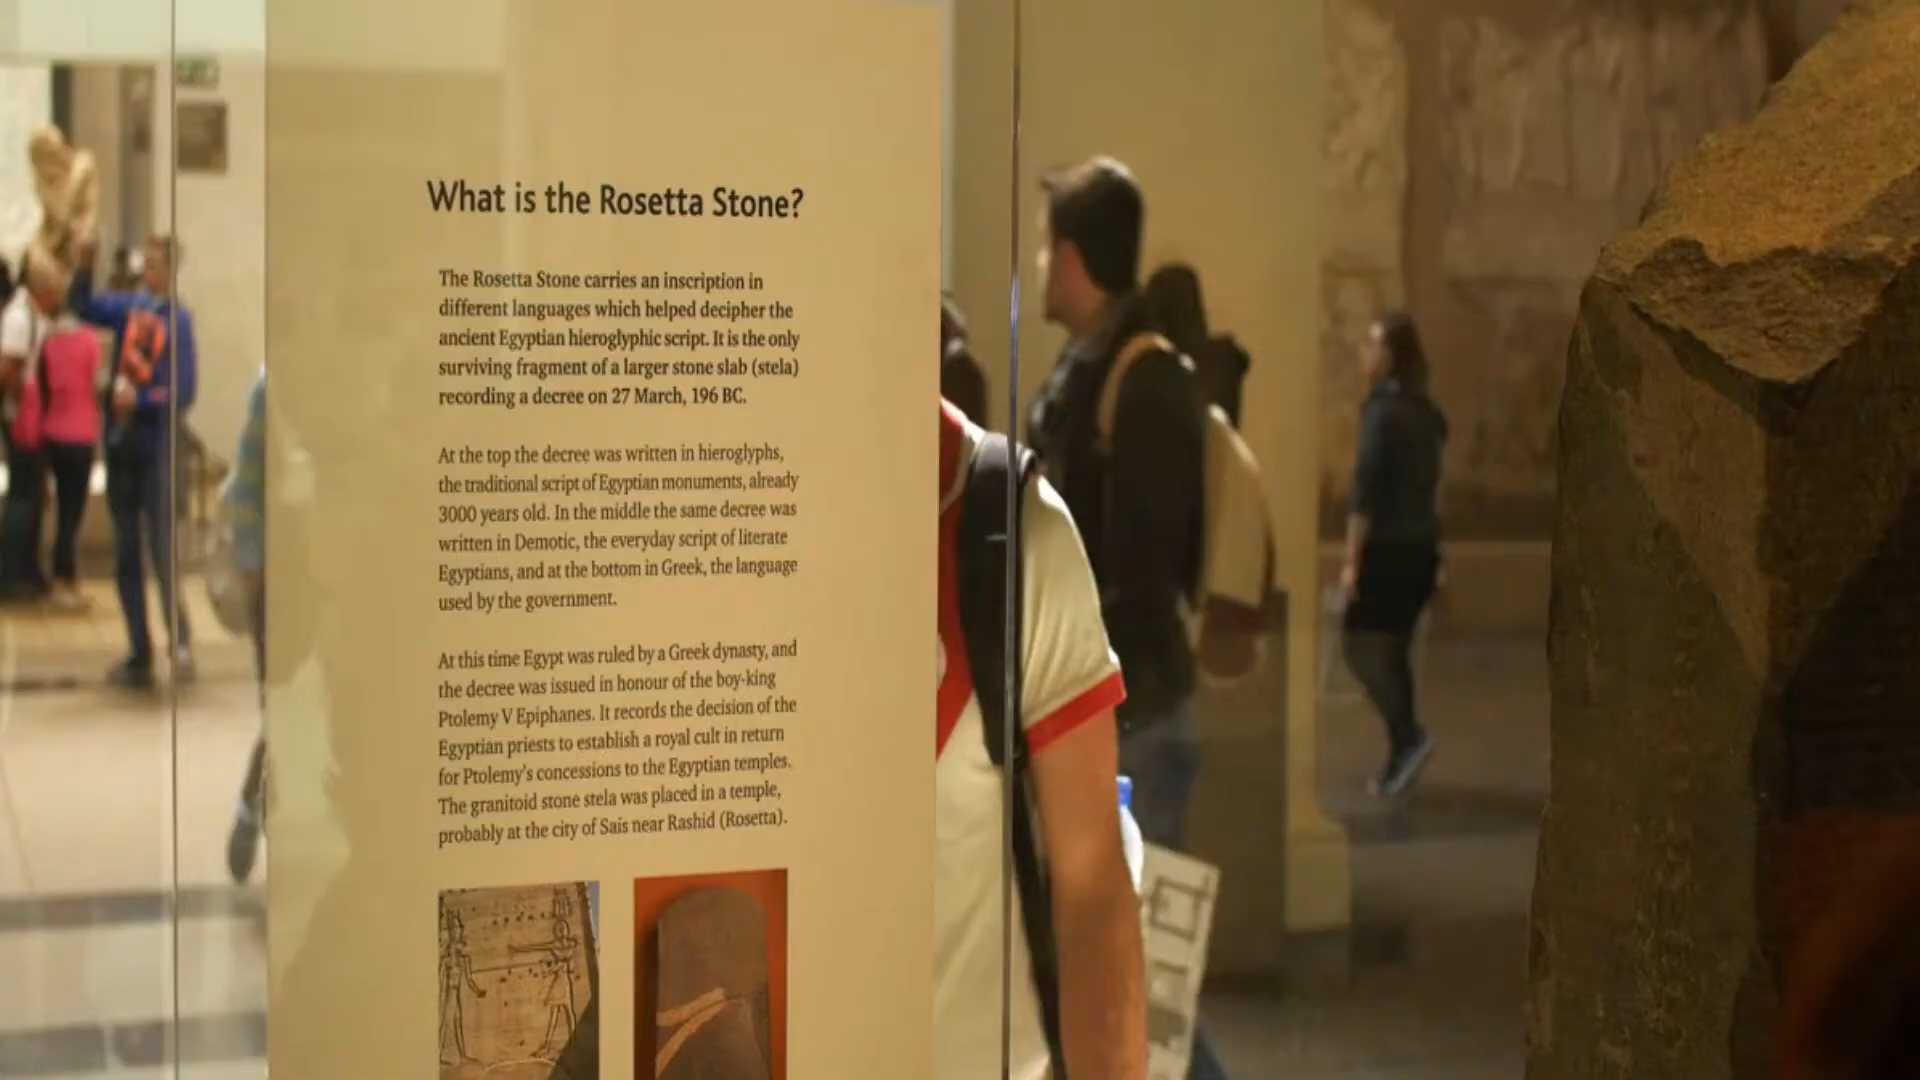 What is the Rosetta Stone?
The Rosetta Stone carries an inscription in
different languages which helped decipher the
ancient Egyptian hieroglyphic script. It is the only
surviving fragment of a larger stone slab (stela)
recording a decree on 27 March, 196 BC.
At the top the decree was written in hieroglyphs,
the traditional script of Egyptian monuments, already
3000 years old. In the middle the same decree was
written in Demotic, the everyday script of literate
Egyptians, and at the bottom in Greek, the language
used by the government.
At this time Egypt was ruled by a Greek dynasty, and
the decree was issued in honour of the boy-king
Ptolemy V Epiphanes. It records the decision of the
Egyptian priests to establish a royal cult in return
for Ptolemy's concessions to the Egyptian temples.
The granitoid stone stela was placed in a temple,
probably at the city of Sais near Rashid (Rosetta).